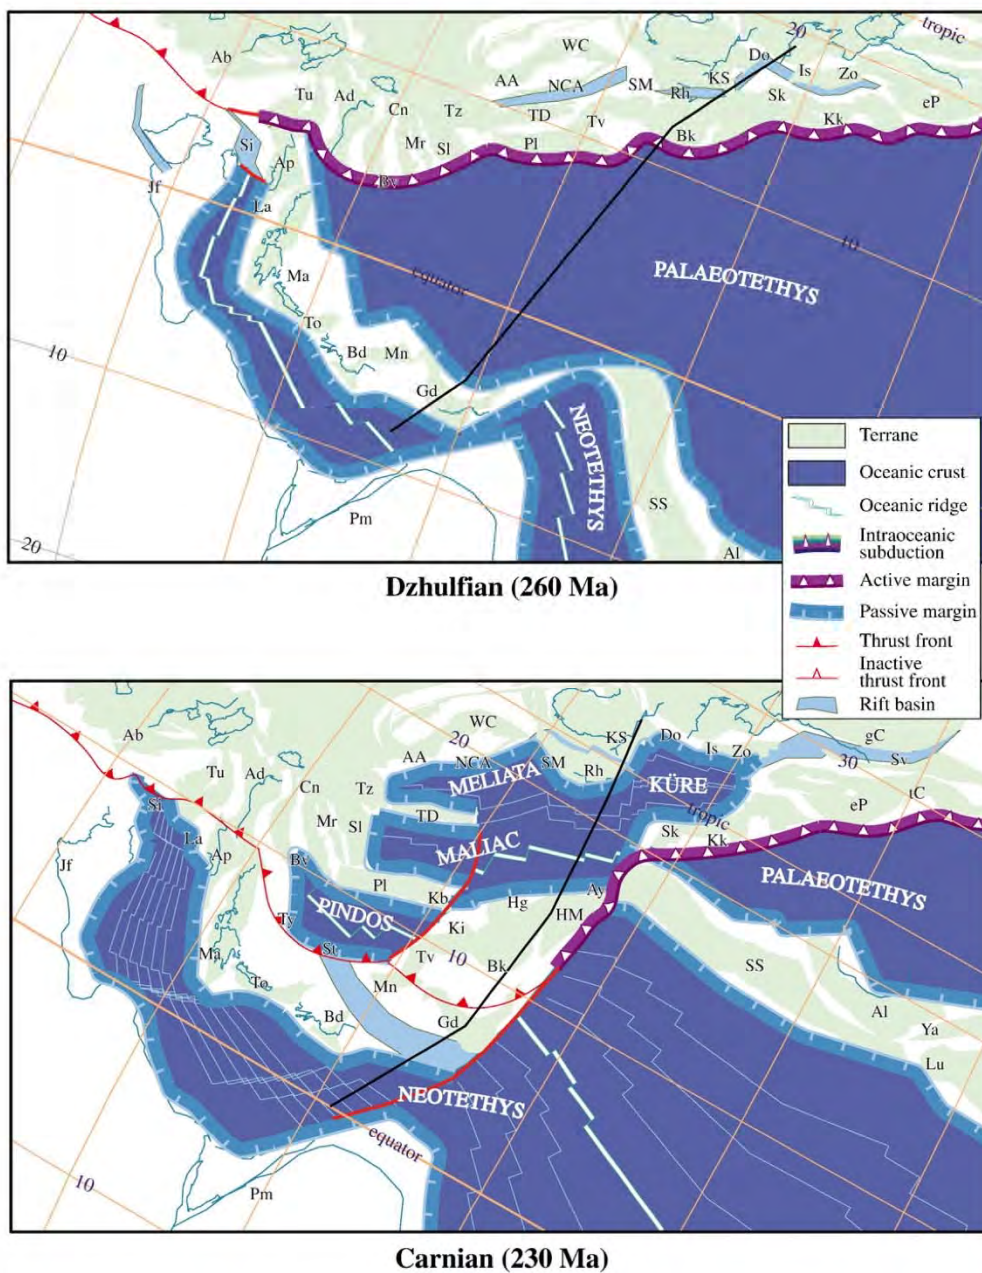 20
tropic
WC
Do
Ab
Is
Zo
AA
NCA
SM
KS
Tu
Ad
Rh
Sk
eP
Cn
Tz
TD
Tv
Kk
Mr
Sl
Pl
Bk
Si
Ap
By
Jf
La
10
PALAEOTETHYS
Ma
equator
To
10
Bd
Mn
Gd
NEOTETHYS
SS
Pm
20
Al
Terrane
Oceanic crust
Oceanic ridge
Intraoceanic
subduction
Active margin
Passive margin
Thrust front
Inactive
thrust front
Rift basin
Dzhulfian (260 Ma)
WC
Ab
20
KS
Do
Is
Zo
gC
Sv
30
AA
NCA
SM
Rh
Tu
Ad
MELIATA
KÜRE
Cn
Tz
eP
tC
Si
TD
tropic
Mr
Sl
La
MALIAC
Sk
Kk
Ap
Jf
Bv
Pl
Kb
Ay
PALAEOTETHYS
Hg
Ty
PINDOS
Ki
HM
St
Tv
10
Ma
Mn
Bk
SS
To
Bd
Gd
Al
Ya
Lu
NEOTETHYS
equator
10
Pm
Carnian (230 Ma)